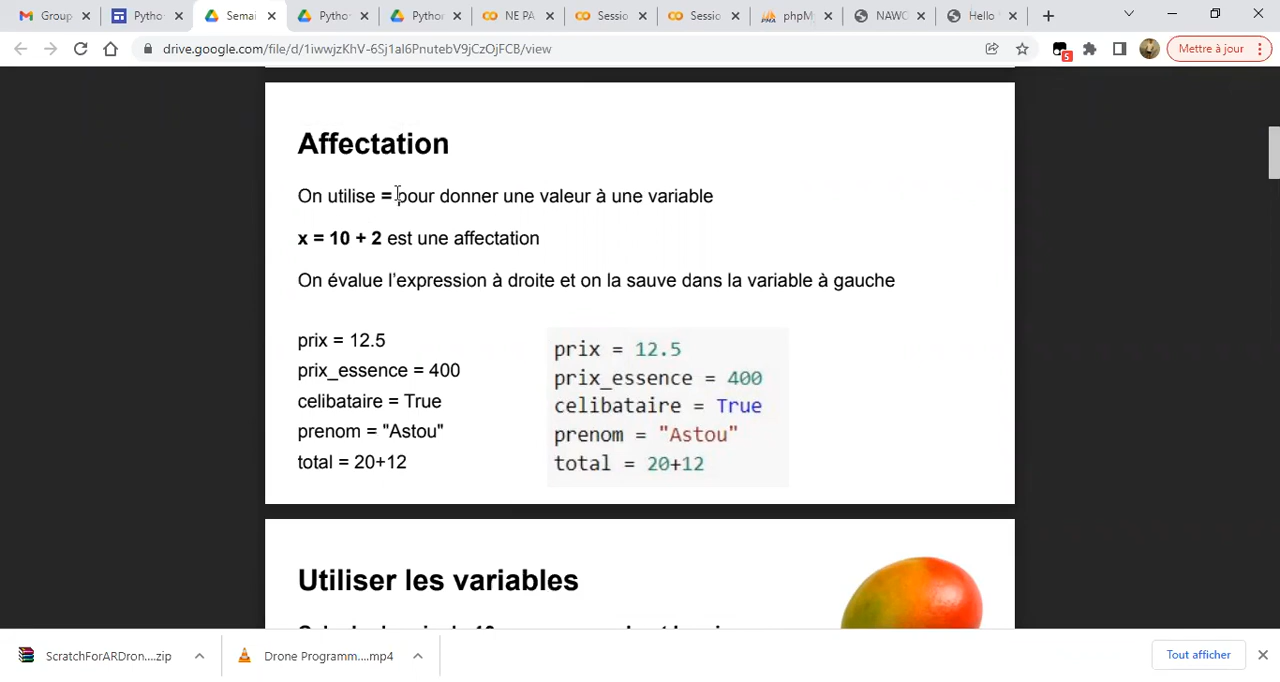 Group
Pytho
Semai
Pytho
Pytho
NE PA
Sessio
Sessio
phpM
NAWC
Hello
drive.google.com/file/d/1iwwjzKhV-6Sj1al6PnutebV9jCzOjFCB/view
5
Mettre à jour
Affectation
On utilise = pour donner une valeur à une variable
x = 10 + 2 est une affectation
On évalue l'expression à droite et on la sauve dans la variable à gauche
prix = 12.5
prix_essence = 400
celibataire = True
prenom = "Astou"
total = 20+12
prix = 12.5
prix_essence = 400
celibataire = True
prenom = "Astou"
total = 20+12
Utiliser les variables
ScratchForARDron....zip
Drone Programm....mp4
Tout afficher